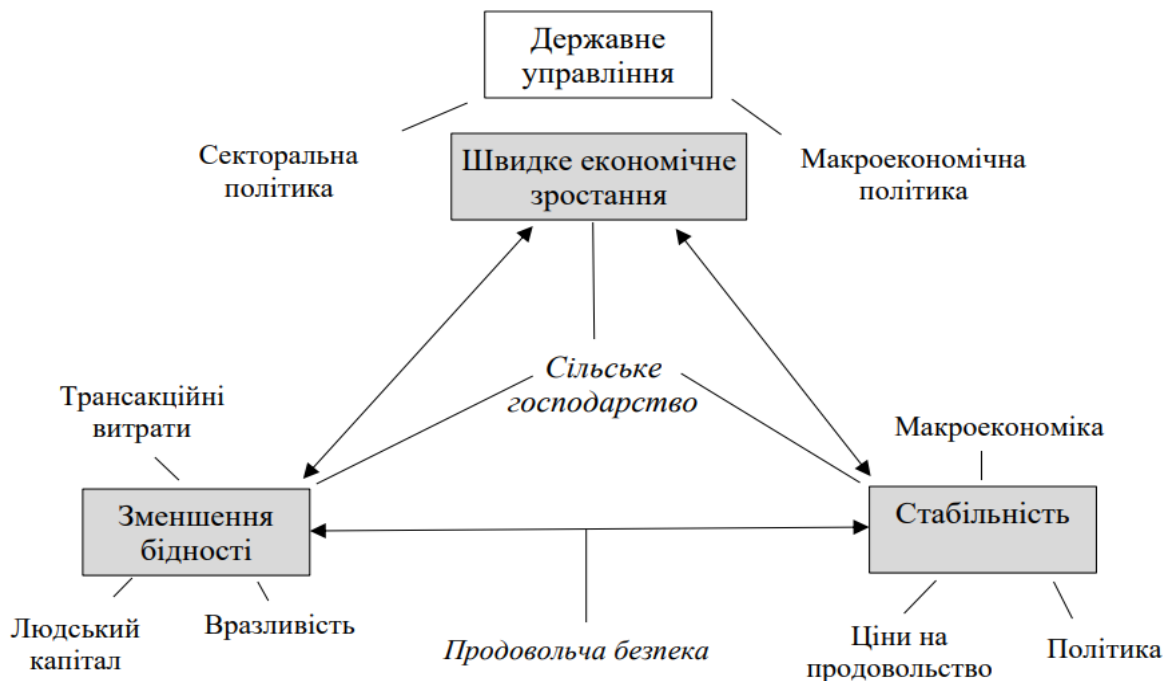 Державне
управління
Секторальна
політика
Швидке економічне
зростання
Макроекономічна
політика
Сільське
господарство
Трансакційні
витрати
Макроекономіка
Зменшення
бідності
Стабільність
Людський
капітал
Вразливість
Продовольча безпека
Ціни на
продовольство
Політика